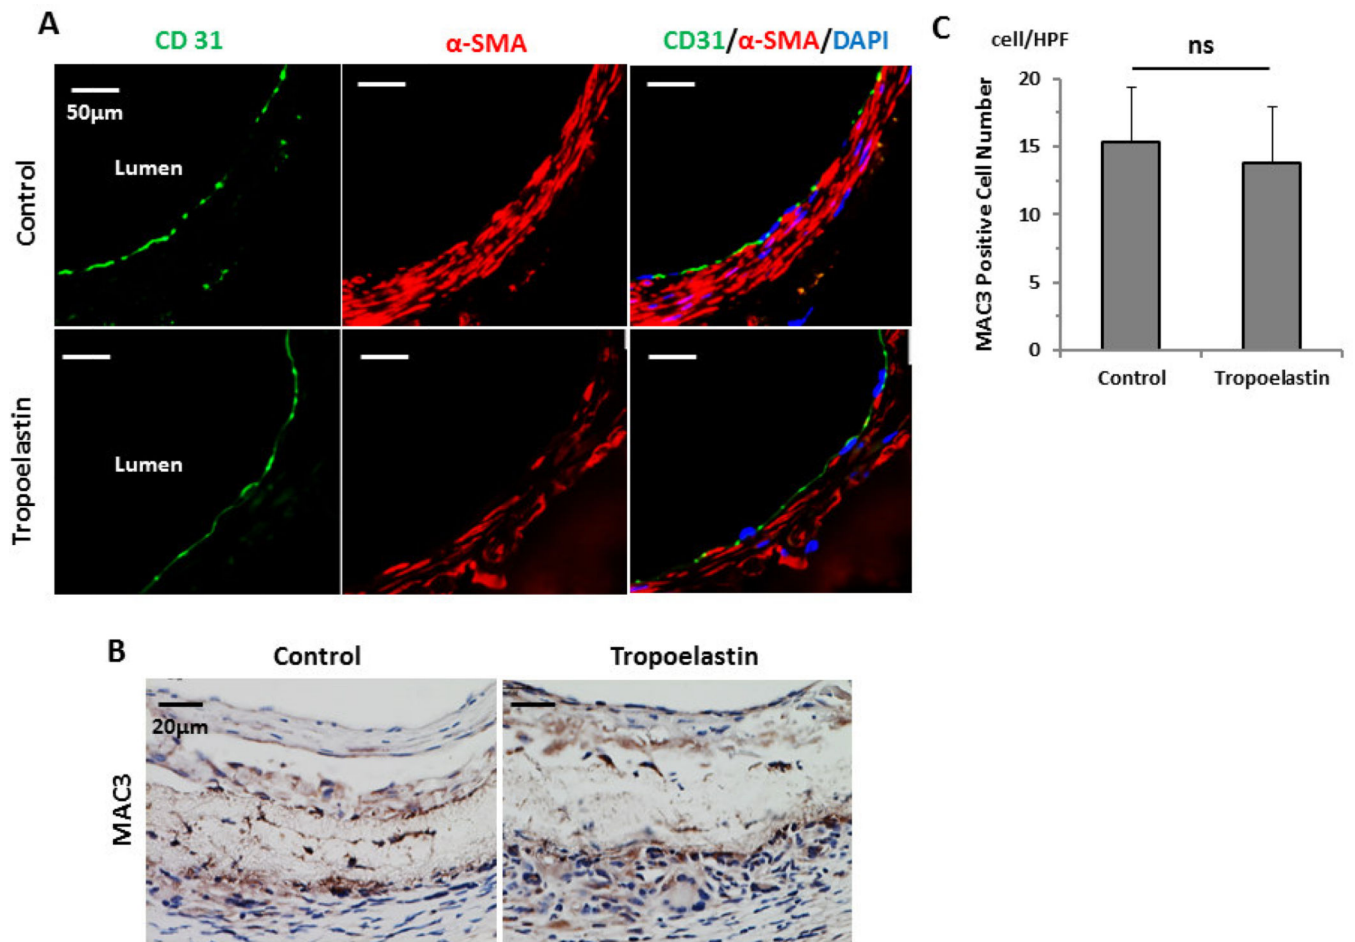 A
CD 31
α-SMA
CD31/α-SMA/DAPI
Control
50μm
Lumen
Tropoelastin
Lumen
B
Control
Tropoelastin
MAC3
20μm
C
cell/HPF
ns
MAC3 Positive Cell Number
20
15
10
5
0
Control
Tropoelastin